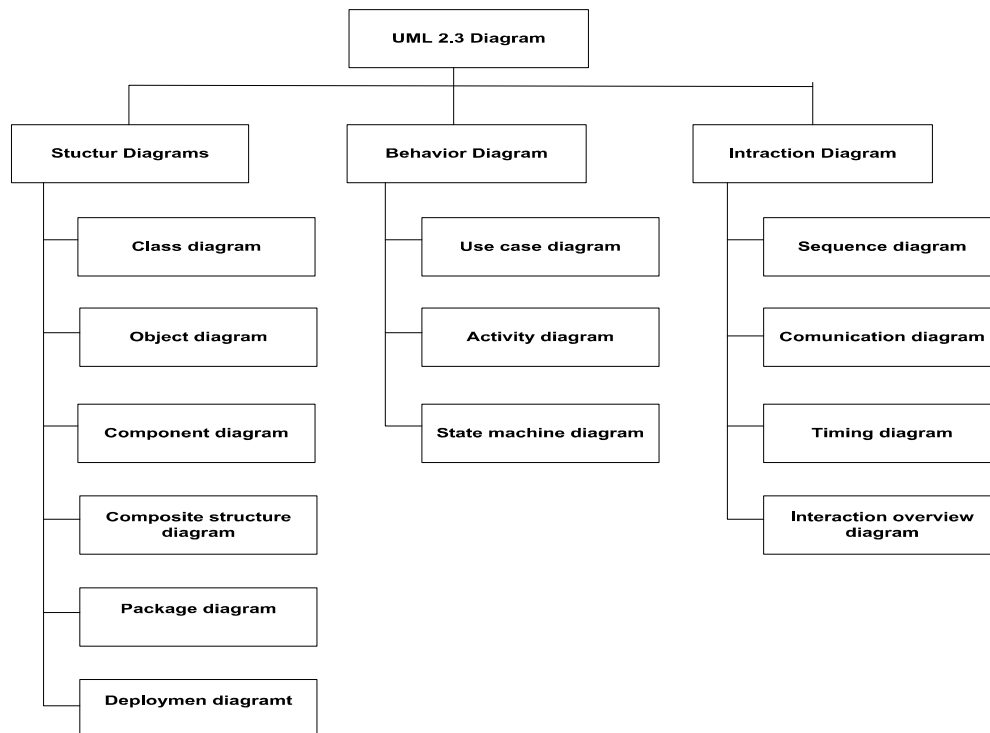 UML 2.3 Diagram
Stuctur Diagrams
Behavior Diagram
Intraction Diagram
Class diagram
Use case diagram
Sequence diagram
Object diagram
Activity diagram
Comunication diagram
Component diagram
State machine diagram
Timing diagram
Composite structure
diagram
Interaction overview
diagram
Package diagram
Deploymen diagramt